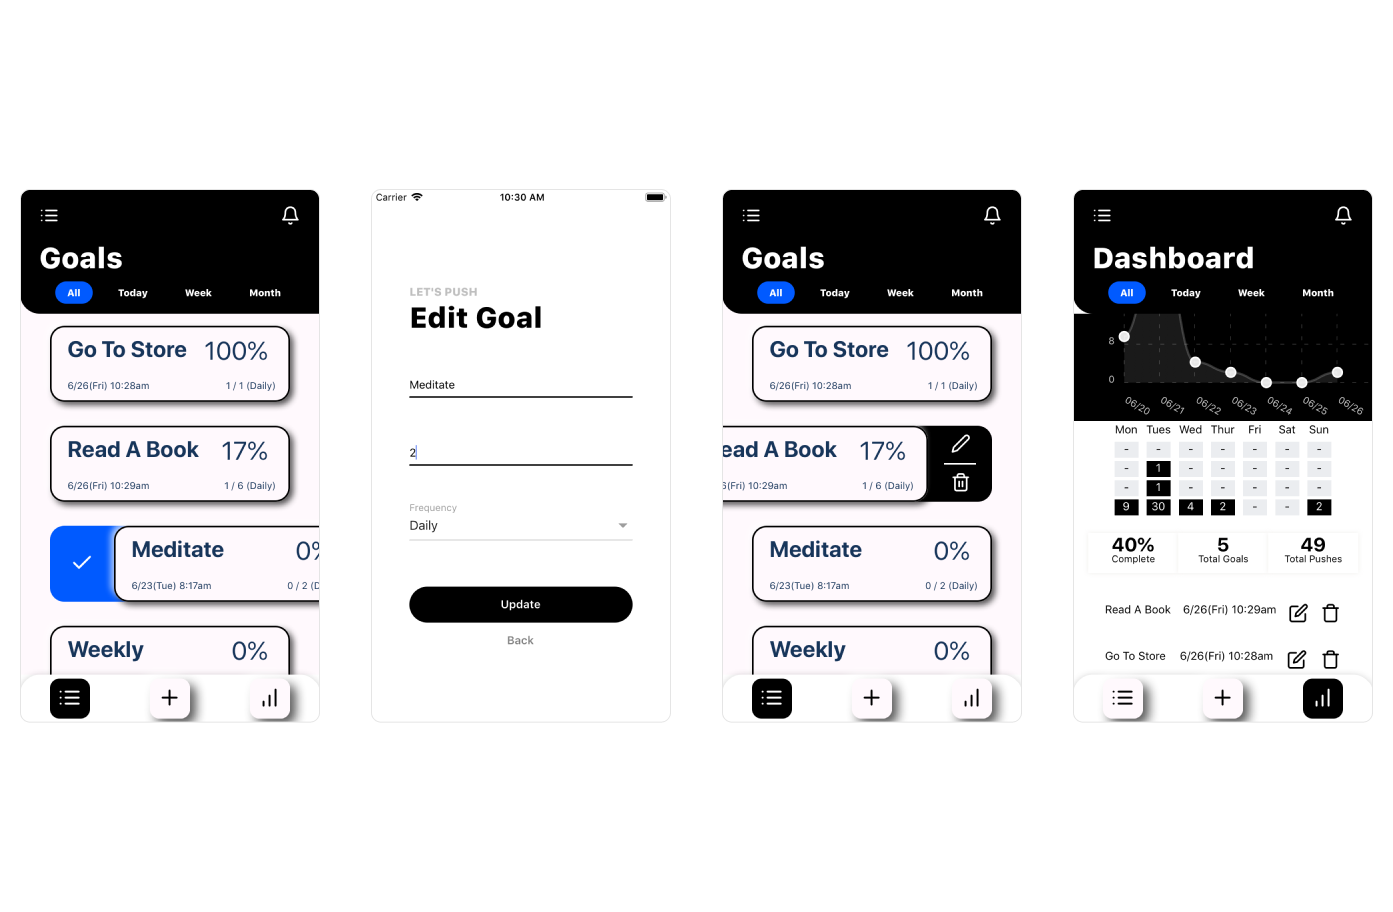 Goals
All Today Week Month
Go To Store 100%
6/26(Fri) 10:28am 1 / 1 (Daily)
Read A Book 17%
6/26(Fri) 10:29am 1 / 6 (Daily)
Meditate 0%
6/23(Tue) 8:17am 0 / 2 (D
Weekly 0%
Carrier 10:30 AM
LET'S PUSH
Edit Goal
Meditate
2
Frequency
Daily
Update
Back
Goals
All Today Week Month
Go To Store 100%
6/26(Fri) 10:28am 1 / 1 (Daily)
ead A Book 17%
6(Fri) 10:29am 1 / 6 (Daily)
Meditate 0%
6/23(Tue) 8:17am 0 / 2 (Daily)
Weekly 0%
Dashboard
All Today Week Month
8
0
06/20 06/21 06/22 06/23 06/24 06/25 06/26
Mon Tues Wed Thur Fri Sat Sun
- - - - - - -
- 1 - - - - -
- 1 - - - - -
9 30 4 2 - - 2
40% 5 49
Complete Total Goals Total Pushes
Read A Book 6/26(Fri) 10:29am
Go To Store 6/26(Fri) 10:28am